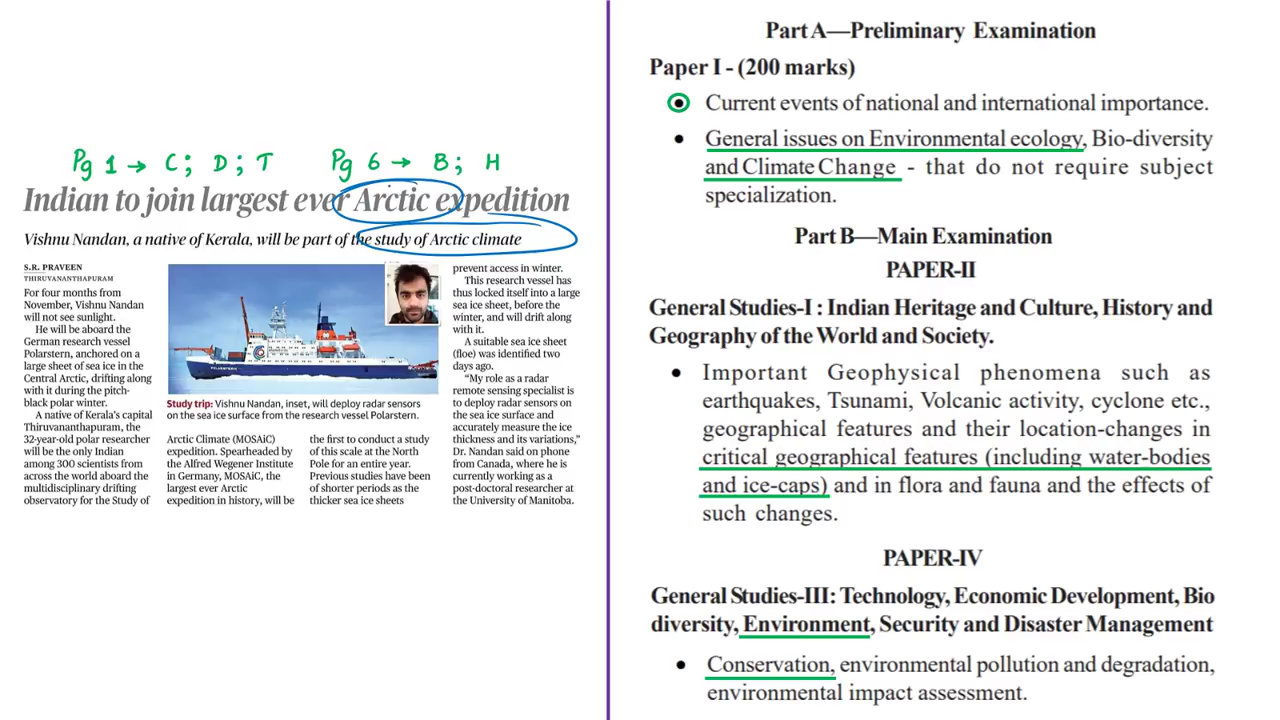 Pg 1 → C; D; T Pg 6 → B; H
Indian to join largest ever Arctic expedition
Vishnu Nandan, a native of Kerala, will be part of the study of Arctic climate
S.R. PRAVEEN
THIRUVANANTHAPURAM
For four months from
November, Vishnu Nandan
will not see sunlight.
He will be aboard the
German research vessel
Polarstern, anchored on a
large sheet of sea ice in the
Central Arctic, drifting along
with it during the pitch-
black polar winter.
A native of Kerala's capital
Thiruvananthapuram, the
32-year-old polar researcher
will be the only Indian
among 300 scientists from
across the world aboard the
multidisciplinary drifting
observatory for the Study of
POLARSTERN
Study trip: Vishnu Nandan, inset, will deploy radar sensors
on the sea ice surface from the research vessel Polarstern.
Arctic Climate (MOSAiC)
expedition. Spearheaded by
the Alfred Wegener Institute
in Germany, MOSAiC, the
largest ever Arctic
expedition in history, will be
the first to conduct a study
of this scale at the North
Pole for an entire year.
Previous studies have been
of shorter periods as the
thicker sea ice sheets
prevent access in winter.
This research vessel has
thus locked itself into a large
sea ice sheet, before the
winter, and will drift along
with it.
A suitable sea ice sheet
(floe) was identified two
days ago.
"My role as a radar
remote sensing specialist is
to deploy radar sensors on
the sea ice surface and
accurately measure the ice
thickness and its variations,"
Dr. Nandan said on phone
from Canada, where he is
currently working as a
post-doctoral researcher at
the University of Manitoba.
Part A—Preliminary Examination
Paper I - (200 marks)
• Current events of national and international importance.
• General issues on Environmental ecology, Bio-diversity
and Climate Change - that do not require subject
specialization.
Part B—Main Examination
PAPER-II
General Studies-I : Indian Heritage and Culture, History and
Geography of the World and Society.
• Important Geophysical phenomena such as
earthquakes, Tsunami, Volcanic activity, cyclone etc.,
geographical features and their location-changes in
critical geographical features (including water-bodies
and ice-caps) and in flora and fauna and the effects of
such changes.
PAPER-IV
General Studies-III: Technology, Economic Development, Bio
diversity, Environment, Security and Disaster Management
• Conservation, environmental pollution and degradation,
environmental impact assessment.